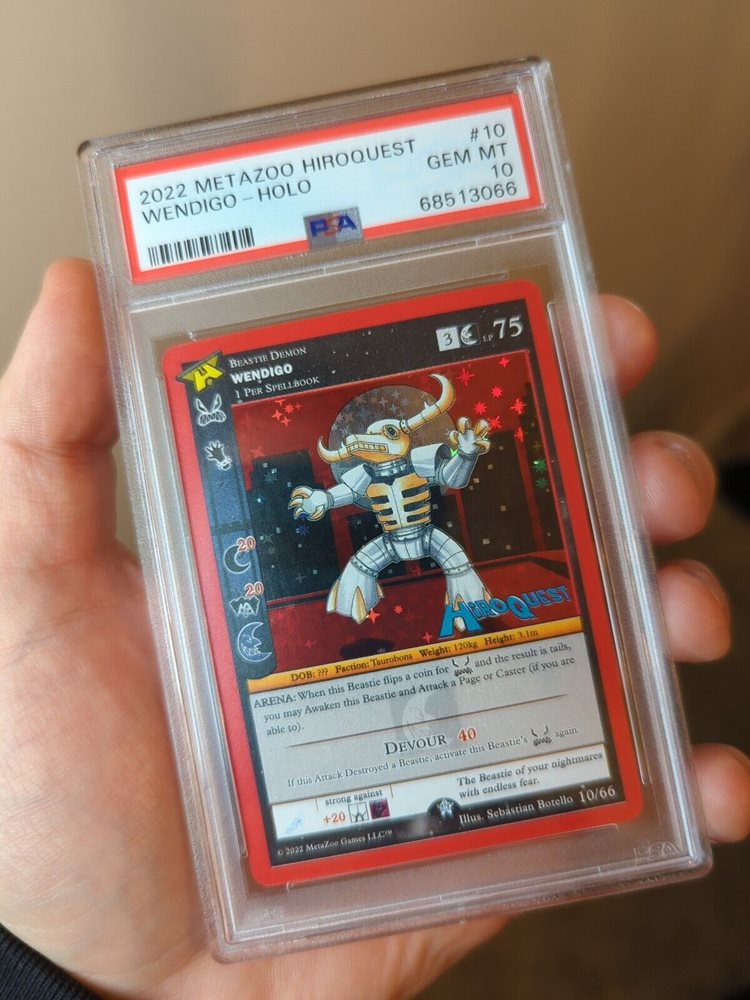 2022 METAZOO HIROQUEST #10
WENDIGO - HOLO GEM MT
10
PSA 68513066
BEASTIE DEMON
WENDIGO
1 PER SPELLBOOK
3 LP 75
20
20
HIROQUEST
DOB: ??? Faction: Taurobons Weight: 120kg Height: 3.1m
ARENA: When this Beastie flips a coin for and the result is tails,
you may Awaken this Beastie and Attack a Page or Caster (if you are
able to).
DEVOUR 40
If this Attack Destroyed a Beastie, activate this Beastie's again.
strong against
+20
The Beastie of your nightmares
with endless fear.
© 2022 MetaZoo Games LLC™
Illus. Sebastian Botello 10/66